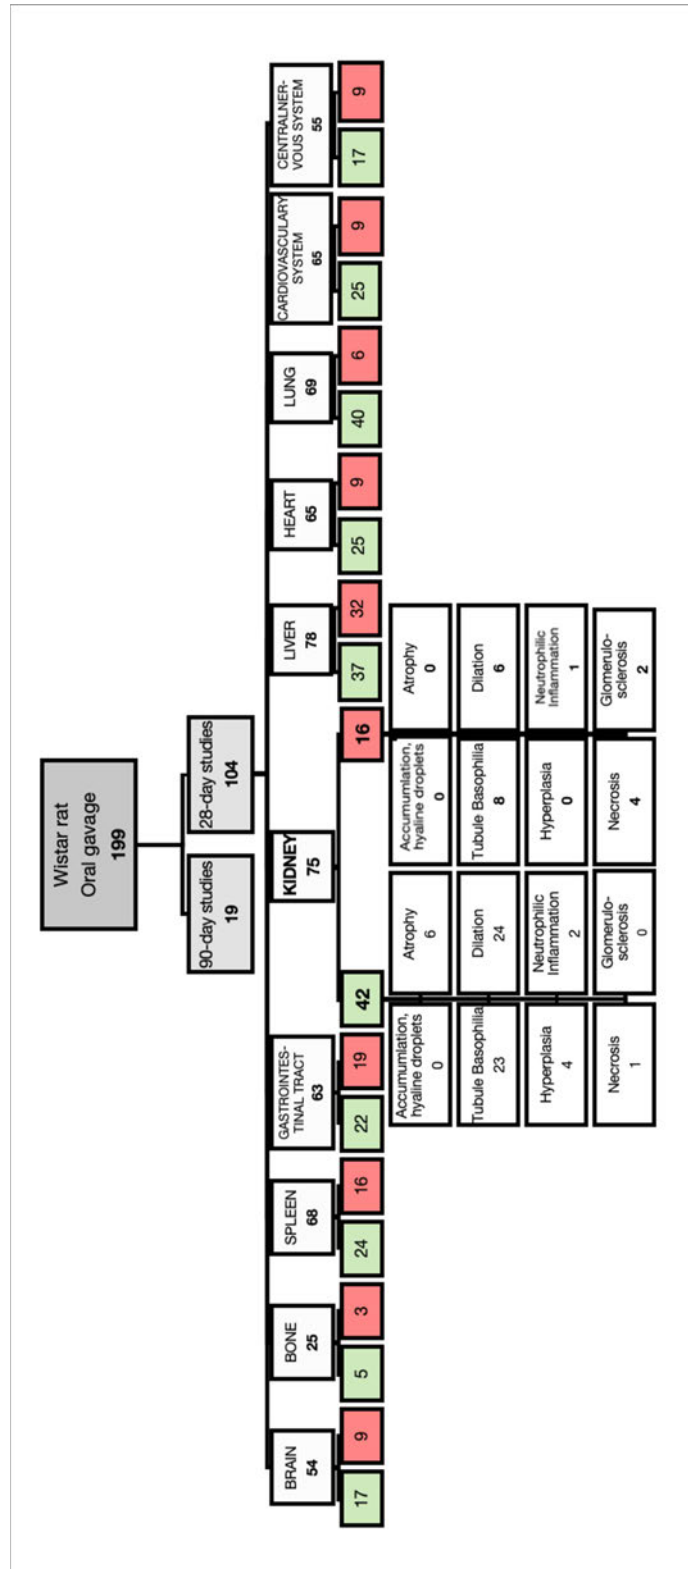 Wistar rat
Oral gavage
199
90-day studies
19
28-day studies
104
BRAIN
54
BONE
25
SPLEEN
68
GASTROINTES-
TINAL TRACT
63
KIDNEY
75
LIVER
78
HEART
65
LUNG
69
CARDIOVASCULARY
SYSTEM
65
CENTRALNER-
VOUS SYSTEM
55
17
9
5
3
24
16
22
19
42
16
37
32
25
9
40
6
25
9
17
9
Accumumlation,
hyaline droplets
0
Atrophy
6
Accumumlation,
hyaline droplets
0
Atrophy
0
Tubule Basophilia
23
Dilation
24
Tubule Basophilia
8
Dilation
6
Hyperplasia
4
Neutrophilic
Inflammation
2
Hyperplasia
0
Neutrophilic
Inflammation
1
Necrosis
1
Glomerulo-
sclerosis
0
Necrosis
4
Glomerulo-
sclerosis
2